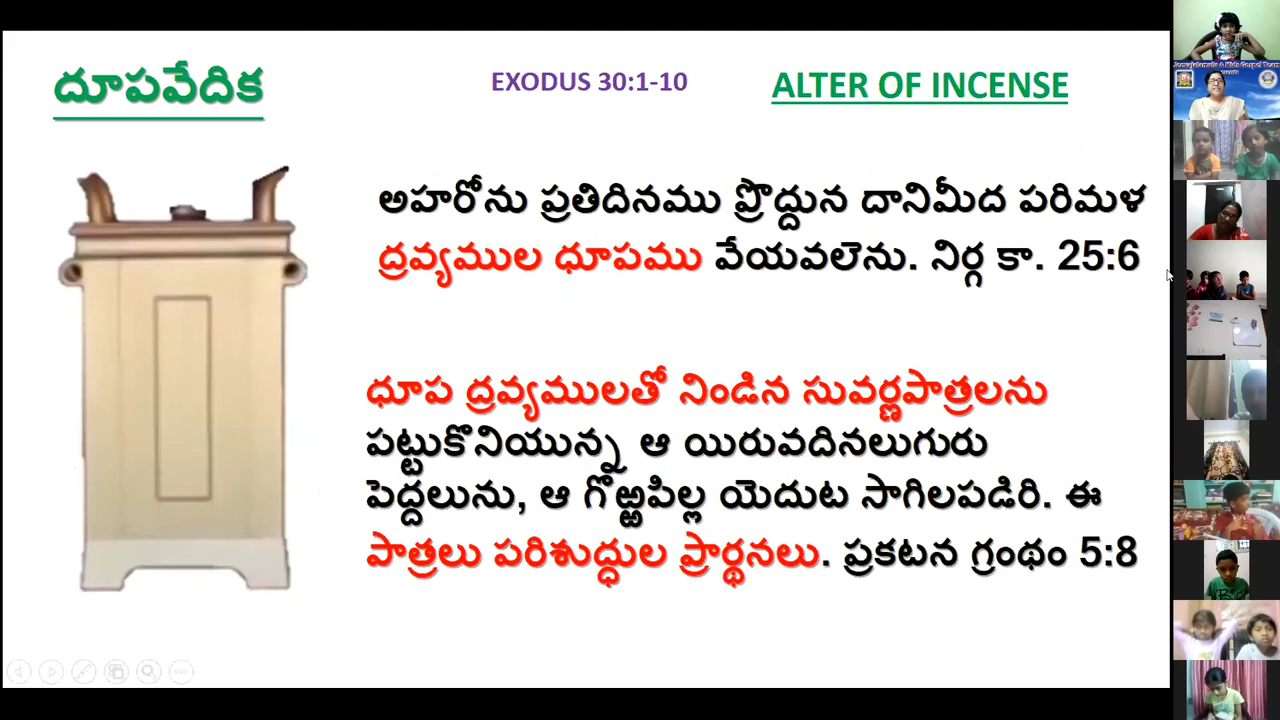 దూపవేదిక
EXODUS 30:1-10
ALTER OF INCENSE
అహరోను ప్రతిదినము ప్రొద్దున దానిమీద పరిమళ
ద్రవ్యముల ధూపము వేయవలెను. నిర్గ కా. 25:6
ధూప ద్రవ్యములతో నిండిన సువర్ణపాత్రలను
పట్టుకొనియున్న ఆ యిరువదినలుగురు
పెద్దలును, ఆ గొఱ్ఱపిల్ల యెదుట సాగిలపడిరి. ఈ
పాత్రలు పరిశుద్ధుల ప్రార్థనలు. ప్రకటన గ్రంథం 5:8